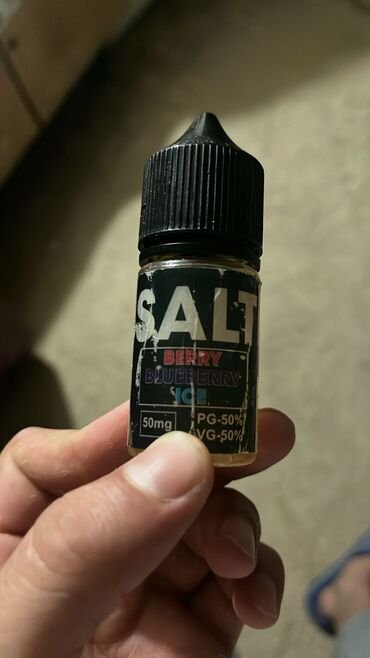 SALT
BERRY
BLUEBERRY
ICE
50mg
PG-50%
VG-50%